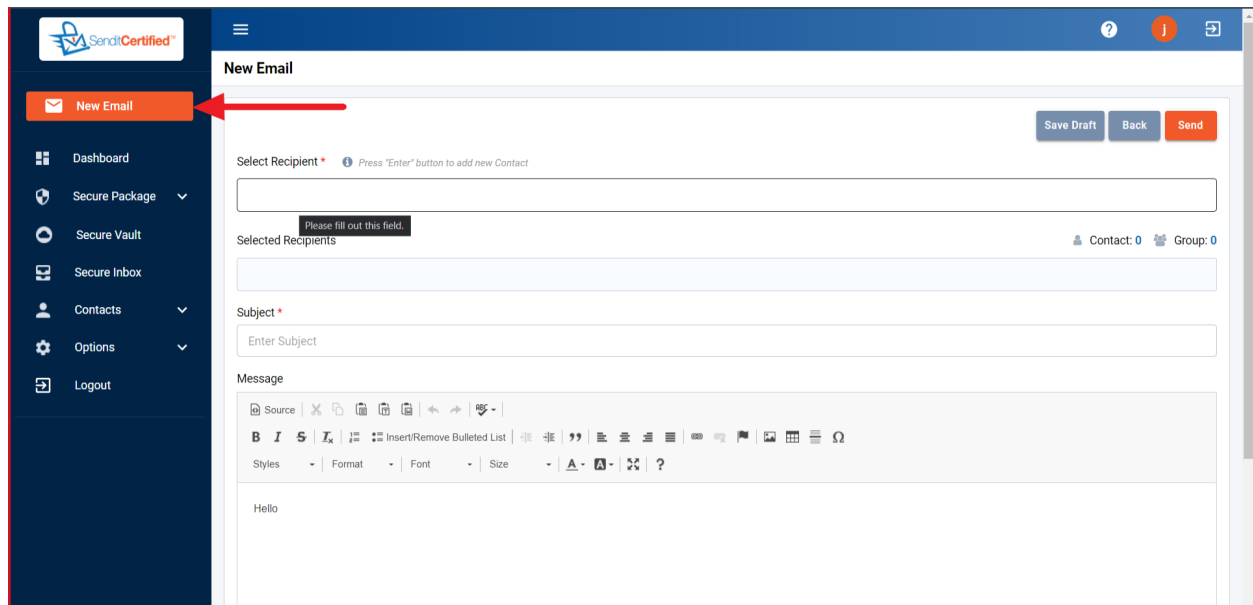 SenditCertified™
j
New Email
New Email
Save Draft Back Send
Dashboard
Select Recipient * Press "Enter" button to add new Contact
Secure Package
Please fill out this field.
Secure Vault
Selected Recipients Contact: 0 Group: 0
Secure Inbox
Contacts
Subject *
Options
Enter Subject
Logout
Message
Source ABC
B I S Ix Insert/Remove Bulleted List Ω
Styles Format Font Size A A ?
Hello